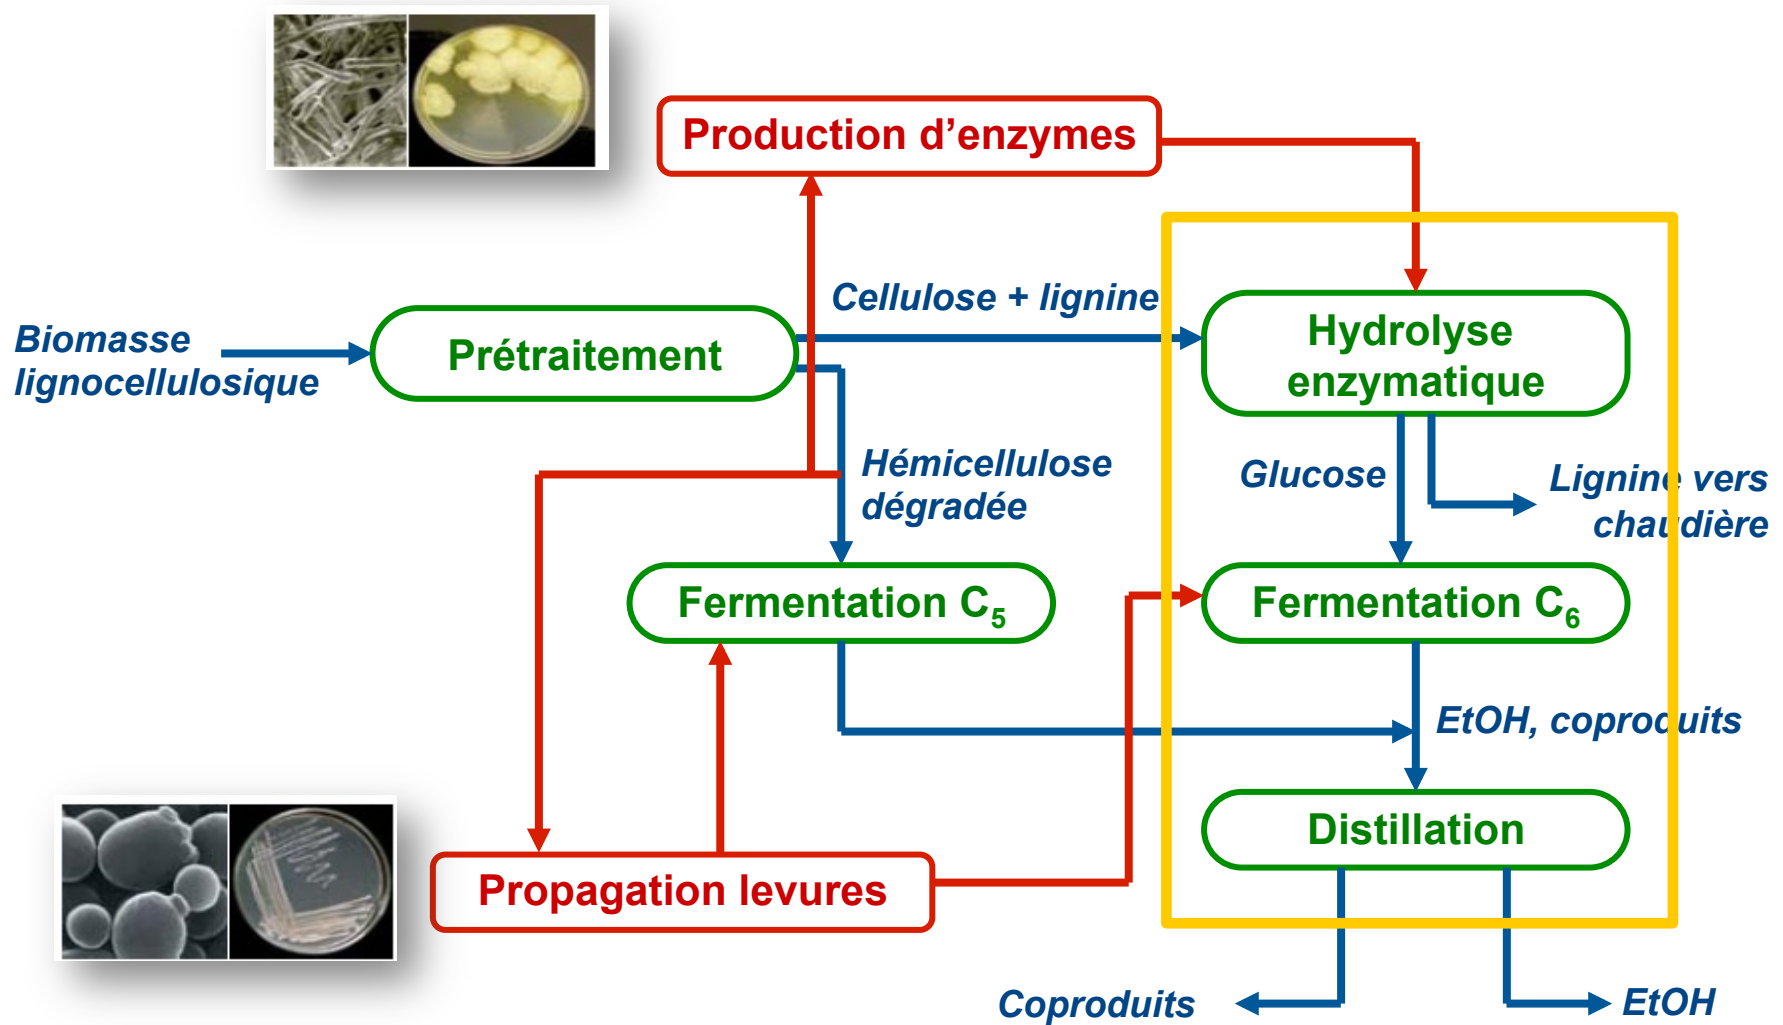 Production d’enzymes
Cellulose + lignine
Biomasse
lignocellulosique
Prétraitement
Hydrolyse
enzymatique
Hémicellulose
dégradée
Glucose
Lignine vers
chaudière
Fermentation C5
Fermentation C6
EtOH, coproduits
Distillation
Propagation levures
Coproduits
EtOH